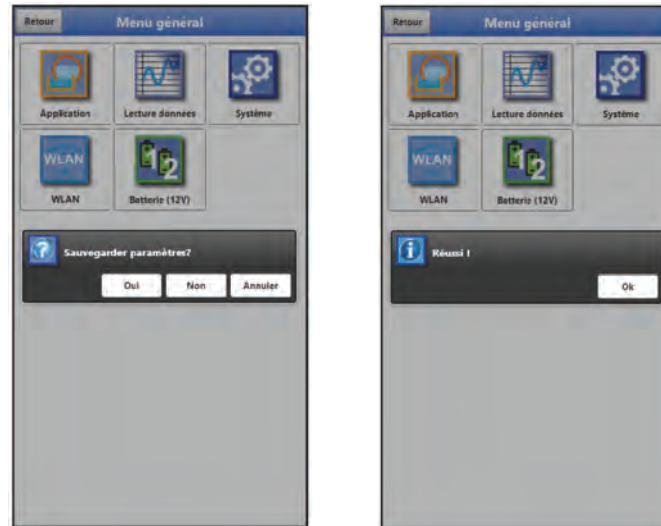 Retour Menu général
Application Lecture données Système
WLAN
WLAN Batterie (12V)
Sauvegarder paramètres?
Oui Non Annuler
Retour Menu général
Application Lecture données Système
WLAN
WLAN Batterie (12V)
Réussi !
Ok